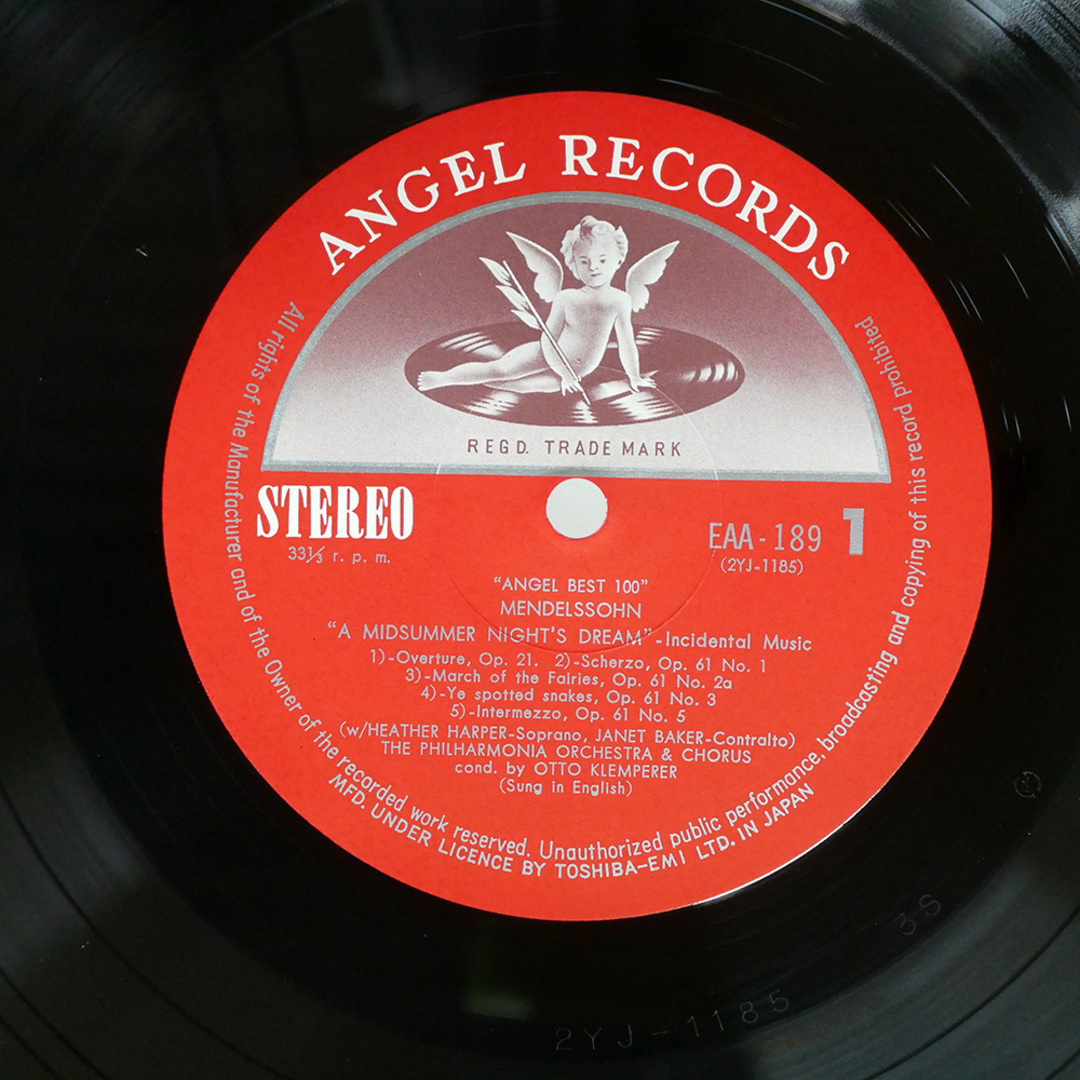 ANGEL RECORDS
REGD. TRADE MARK
STEREO
33⅓ r. p. m.
EAA-189 1
(2YJ-1185)
"ANGEL BEST 100"
MENDELSSOHN
"A MIDSUMMER NIGHT'S DREAM"-Incidental Music
1)-Overture, Op. 21. 2)-Scherzo, Op. 61 No. 1
3)-March of the Fairies, Op. 61 No. 2a
4)-Ye spotted snakes, Op. 61 No. 3
5)-Intermezzo, Op. 61 No. 5
(w/HEATHER HARPER-Soprano, JANET BAKER-Contralto)
THE PHILHARMONIA ORCHESTRA & CHORUS
cond. by OTTO KLEMPERER
(Sung in English)
All rights of the Manufacturer and of the Owner of the recorded work reserved. Unauthorized public performance, broadcasting and copying of this record prohibited
MFD. UNDER LICENCE BY TOSHIBA-EMI LTD. IN JAPAN
2YJ-1185
3S